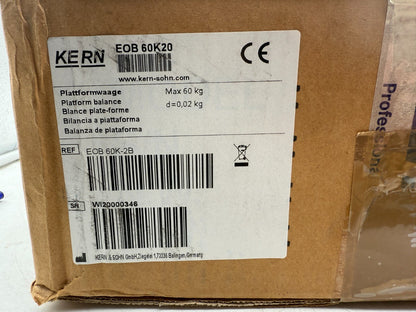 KERN
EOB 60K20
CE
www.kern-sohn.com
Plattformwaage
Max 60 kg
Platform balance
d=0,02 kg
Blance plate-forme
Bilancia a piattaforma
Balanza de plataforma
REF
EOB 60K-2B
SN
WI20000346
KERN & SOHN GmbH,Ziegelei 1,72336 Balingen,Germany
Professional